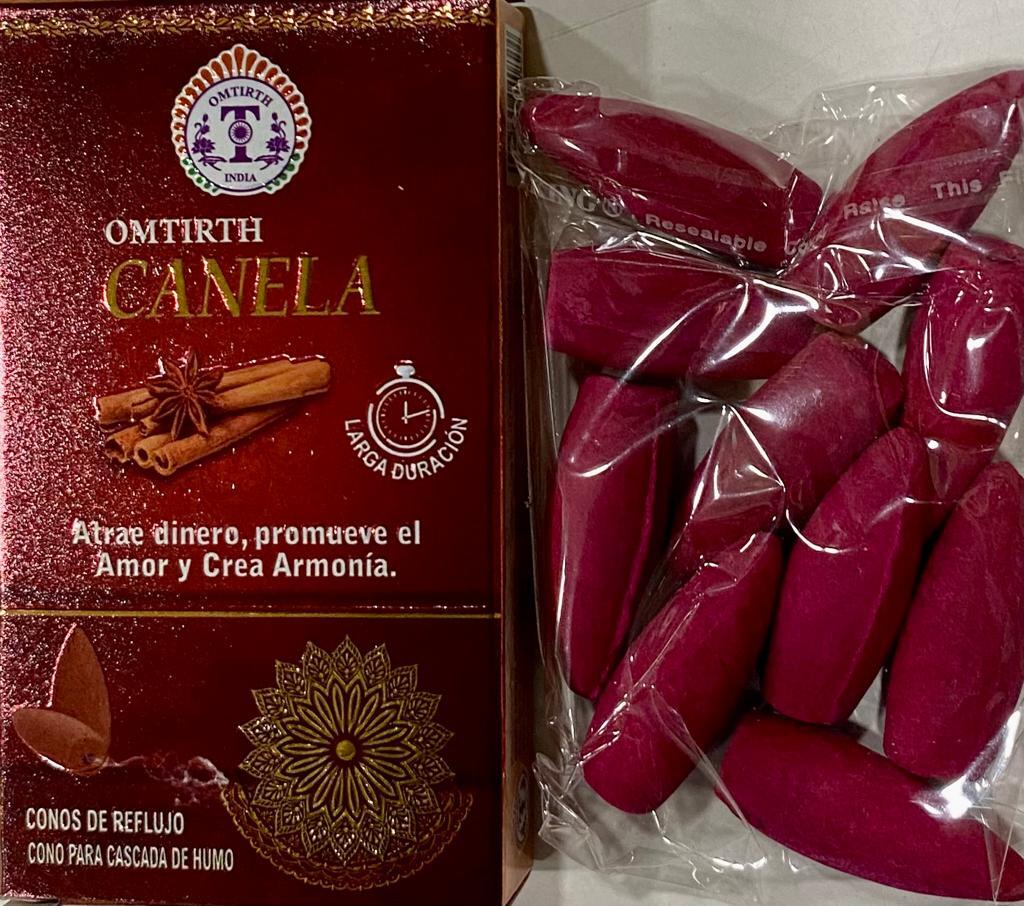 OMTIRTH
T
INDIA
OMTIRTH
CANELA
LARGA DURACIÓN
Atrae dinero, promueve el
Amor y Crea Armonía.
CONOS DE REFLUJO
CONO PARA CASCADA DE HUMO
Resealable
Raise This